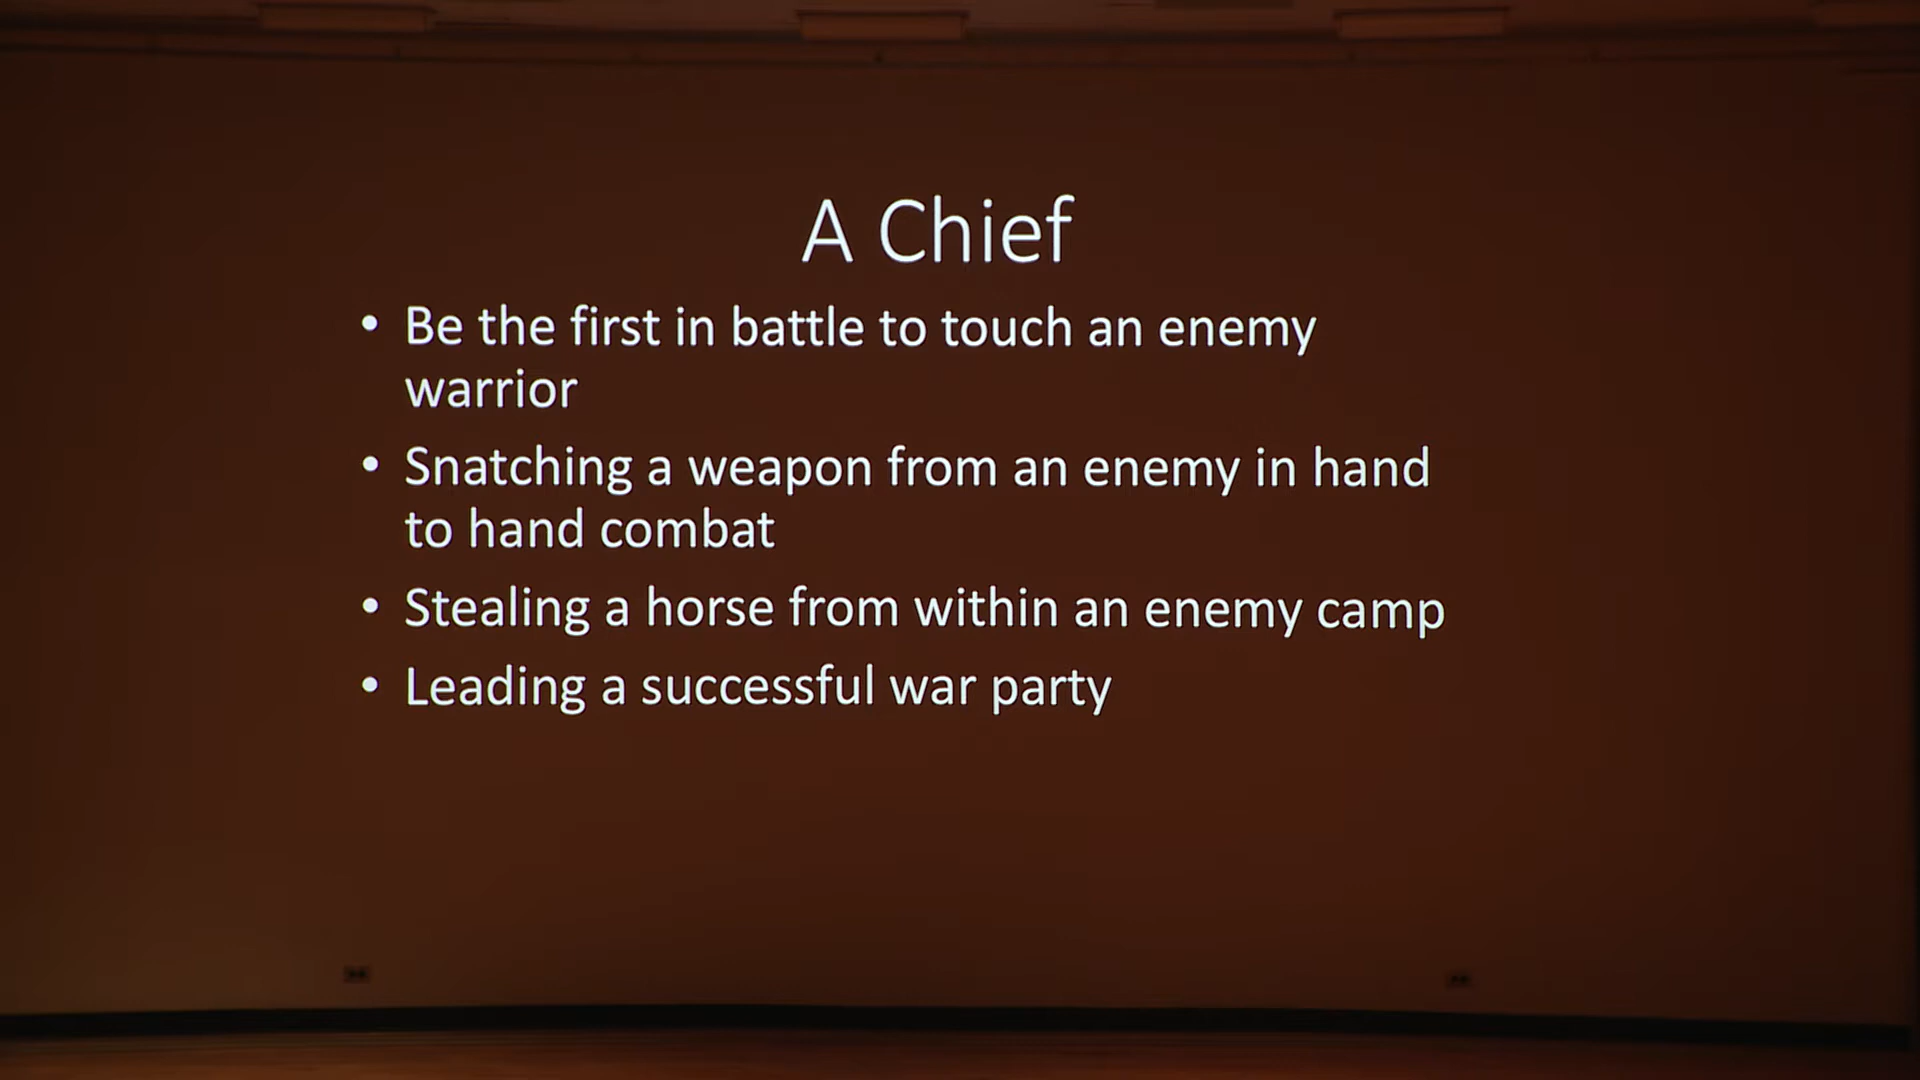 A Chief
• Be the first in battle to touch an enemy
warrior
• Snatching a weapon from an enemy in hand
to hand combat
• Stealing a horse from within an enemy camp
• Leading a successful war party